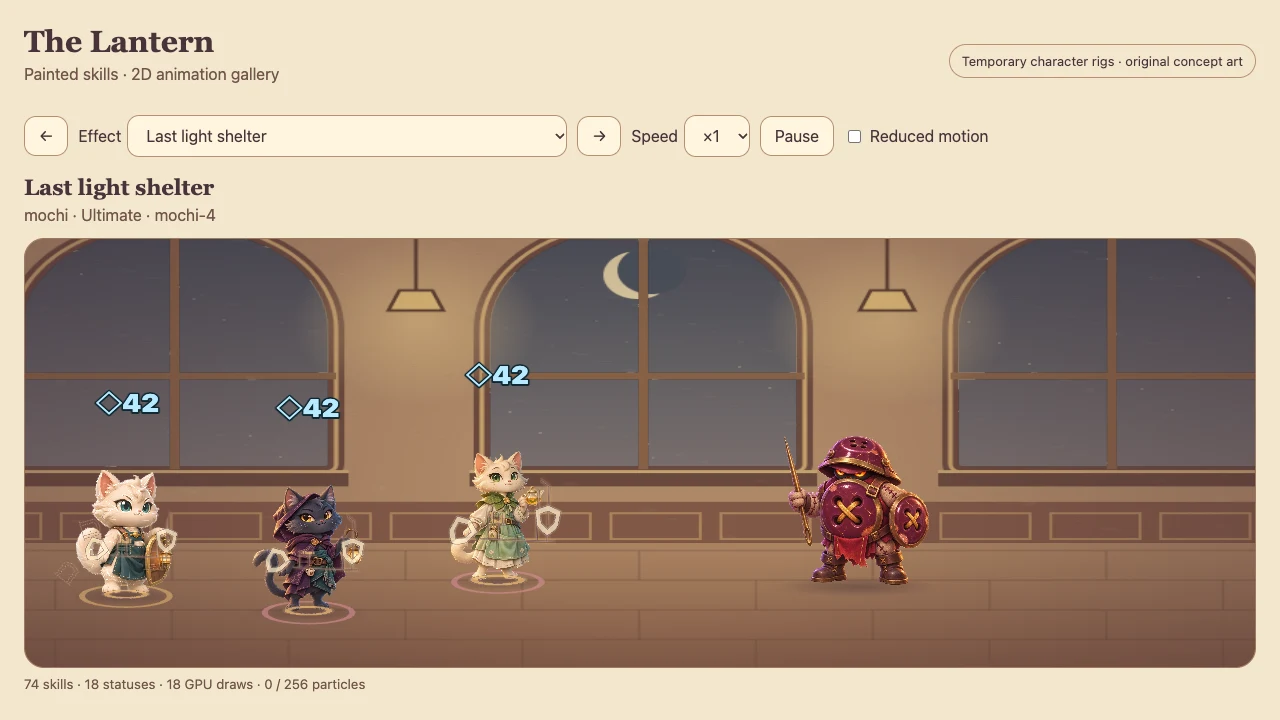 The Lantern
Painted skills · 2D animation gallery
Temporary character rigs · original concept art
← Effect Last light shelter → Speed ×1 Pause Reduced motion
Last light shelter
mochi · Ultimate · mochi-4
42
42
42
74 skills · 18 statuses · 18 GPU draws · 0 / 256 particles